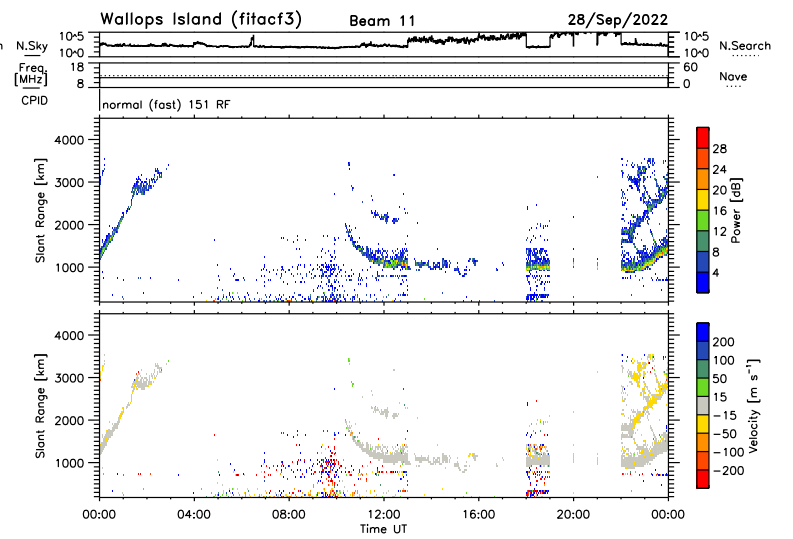 Wallops Island (fitacf3) Beam 11 28/Sep/2022
n N.Sky 10^5 10^0 10^5 10^0 N.Search
Freq. [MHz] 18 8 60 0 Nave
CPID normal (fast) 151 RF
Slant Range [km] 4000 3000 2000 1000
Power [dB] 28 24 20 16 12 8 4
Slant Range [km] 4000 3000 2000 1000
Velocity [m s⁻¹] 200 100 50 15 −15 −50 −100 −200
00:00 04:00 08:00 12:00 16:00 20:00 00:00
Time UT